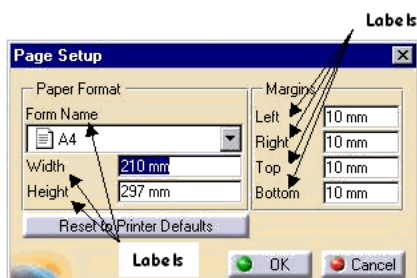 Labels
Page Setup
Paper Format
Margins
Form Name
Left
10 mm
A4
Right
10 mm
Width
210 mm
Top
10 mm
Height
297 mm
Bottom
10 mm
Reset to Printer Defaults
Labels
OK
Cancel